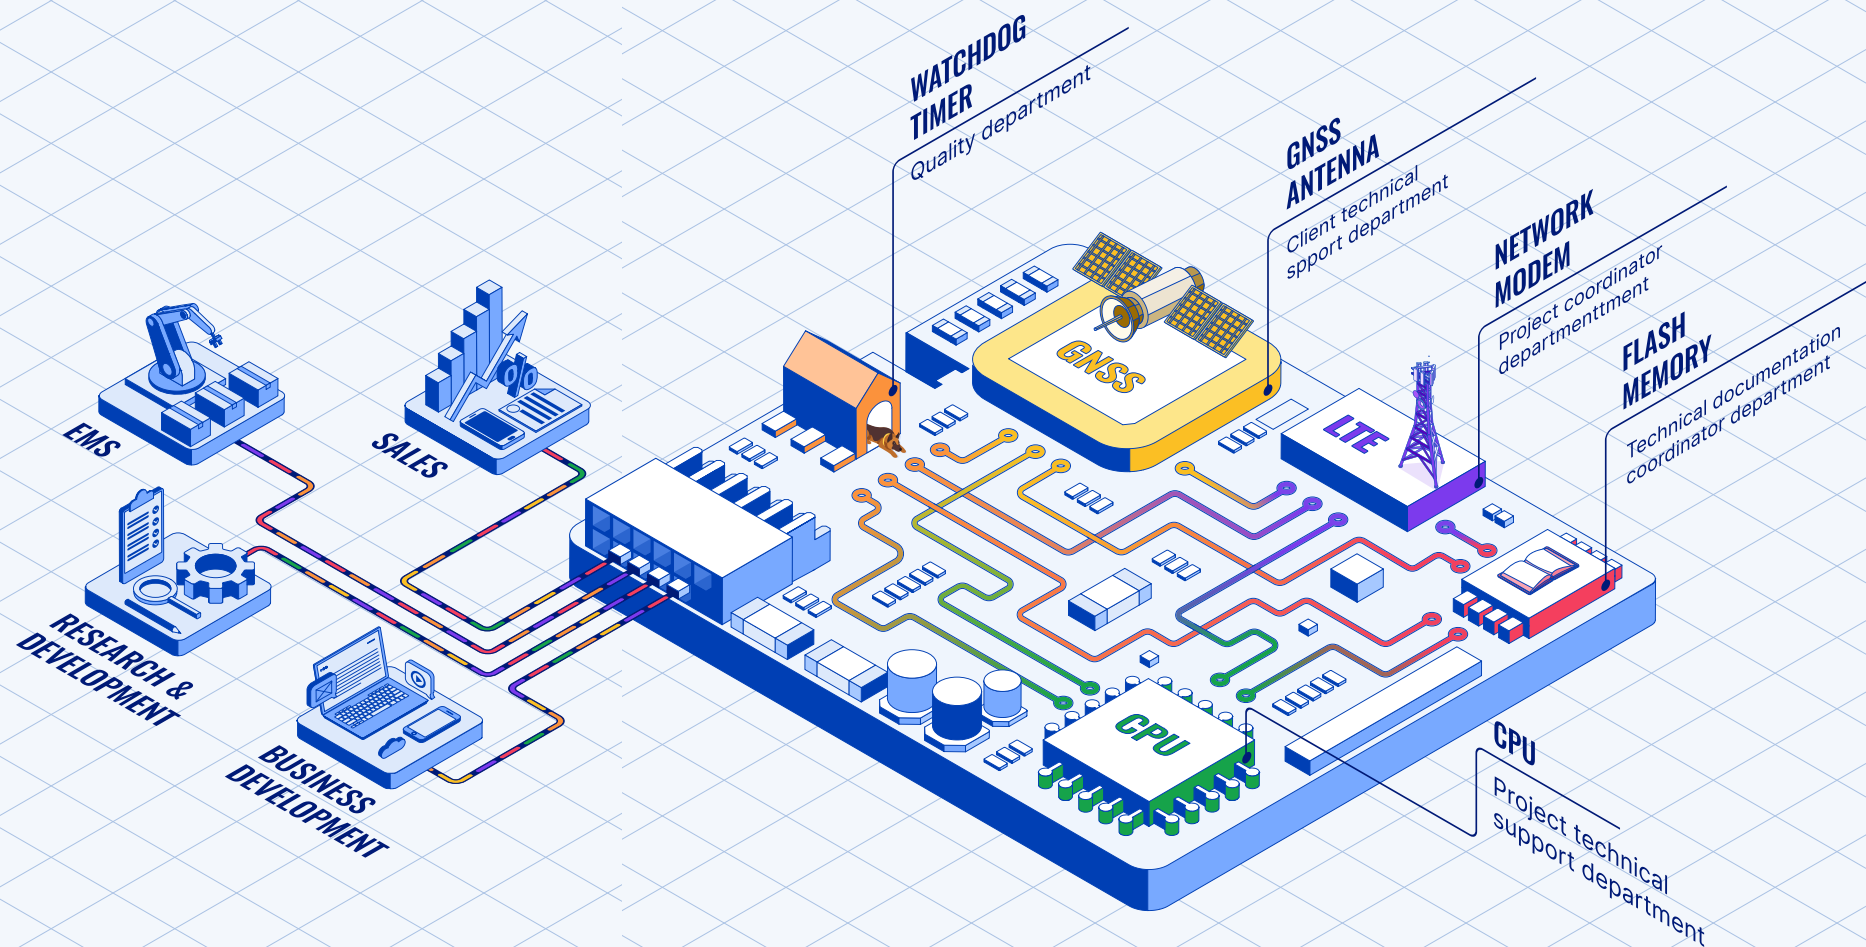 WATCHDOG
TIMER
Quality department
GNSS
ANTENNA
Client technical
spport department
NETWORK
MODEM
Project coordinator
departmenttment
FLASH
MEMORY
Technical documentation
coordinator department
GNSS
LTE
CPU
CPU
Project technical
support department
EMS
SALES
RESEARCH &
DEVELOPMENT
BUSINESS
DEVELOPMENT
%